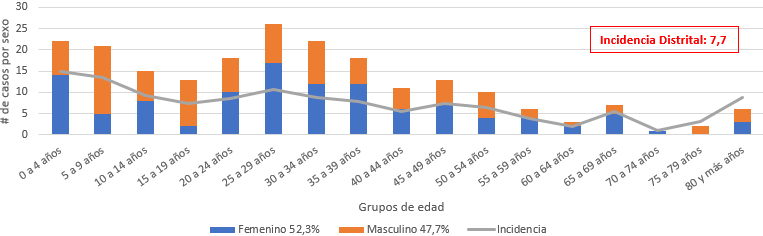 30
25
20
15
10
5
0
# de casos por sexo
Incidencia Distrital: 7,7
0 a 4 años
5 a 9 años
10 a 14 años
15 a 19 años
20 a 24 años
25 a 29 años
30 a 34 años
35 a 39 años
40 a 44 años
45 a 49 años
50 a 54 años
55 a 59 años
60 a 64 años
65 a 69 años
70 a 74 años
75 a 79 años
80 y más años
Grupos de edad
Femenino 52,3% Masculino 47,7% Incidencia